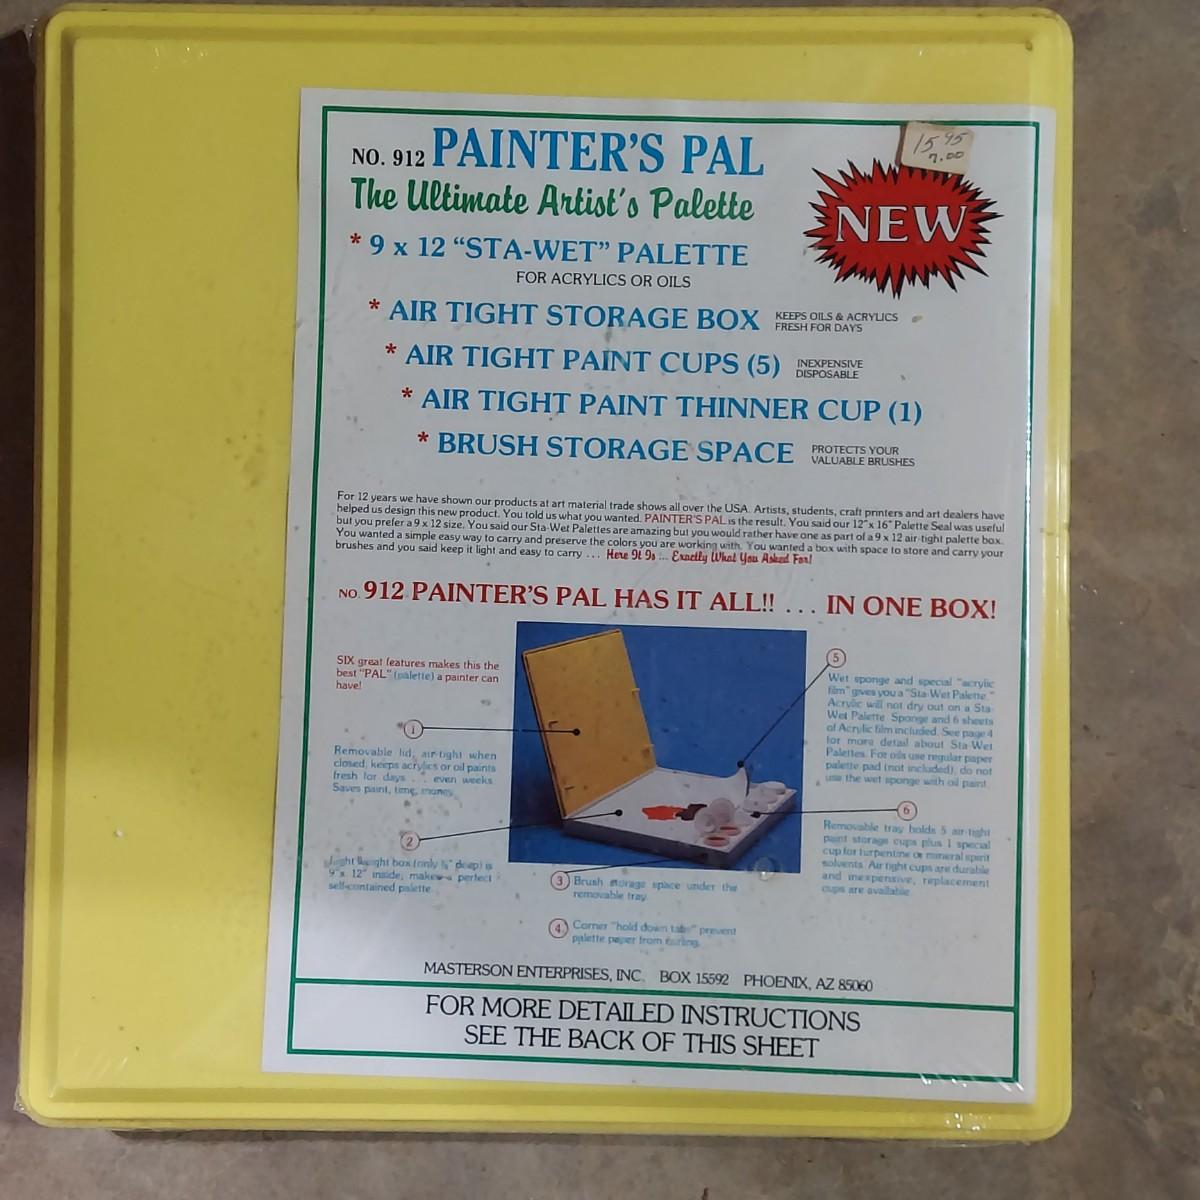 15.95
7.00
NO. 912 PAINTER'S PAL
The Ultimate Artist's Palette
NEW
* 9 x 12 "STA-WET" PALETTE
FOR ACRYLICS OR OILS
* AIR TIGHT STORAGE BOX KEEPS OILS & ACRYLICS
FRESH FOR DAYS
* AIR TIGHT PAINT CUPS (5) INEXPENSIVE
DISPOSABLE
* AIR TIGHT PAINT THINNER CUP (1)
* BRUSH STORAGE SPACE PROTECTS YOUR
VALUABLE BRUSHES
For 12 years we have shown our products at art material trade shows all over the USA. Artists, students, craft printers and art dealers have
helped us design this new product. You told us what you wanted. PAINTER'S PAL is the result. You said our 12" x 16" Palette Seal was useful
but you prefer a 9 x 12 size. You said our Sta-Wet Palettes are amazing but you would rather have one as part of a 9 x 12 air-tight palette box.
You wanted a simple easy way to carry and preserve the colors you are working with. You wanted a box with space to store and carry your
brushes and you said keep it light and easy to carry ... Here It Is ... Exactly What You Asked For!
NO. 912 PAINTER'S PAL HAS IT ALL!! ... IN ONE BOX!
SIX great features makes this the
best "PAL" (palette) a painter can
have!
1
Removable lid, air-tight when
closed, keeps acrylics or oil paints
fresh for days ... even weeks.
Saves paint, time, money.
2
Light weight box (only ¾" deep) is
9" x 12" inside, makes a perfect
self-contained palette.
3 Brush storage space under the
removable tray.
4 Corner "hold down tabs" prevent
palette paper from curling.
5
Wet sponge and special "acrylic
film" gives you a "Sta-Wet Palette."
Acrylic will not dry out on a Sta-
Wet Palette. Sponge and 6 sheets
of Acrylic film included. See page 4
for more detail about Sta-Wet
Palettes. For oils use regular paper
palette pad (not included), do not
use the wet sponge with oil paint.
6
Removable tray holds 5 air-tight
paint storage cups plus 1 special
cup for turpentine or mineral spirit
solvents. Air tight cups are durable
and inexpensive, replacement
cups are available.
MASTERSON ENTERPRISES, INC. BOX 15592 PHOENIX, AZ 85060
FOR MORE DETAILED INSTRUCTIONS
SEE THE BACK OF THIS SHEET